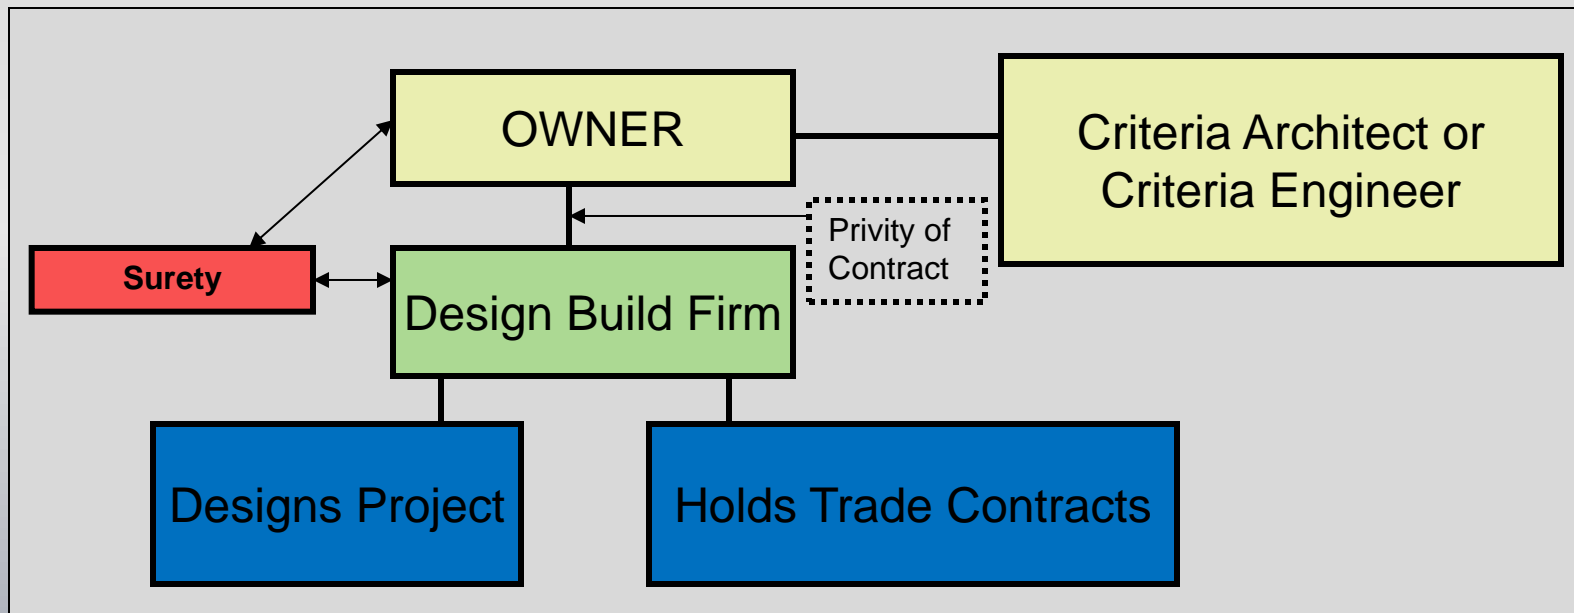 OWNER
Criteria Architect or
Criteria Engineer
Privity of
Contract
Surety
Design Build Firm
Designs Project
Holds Trade Contracts